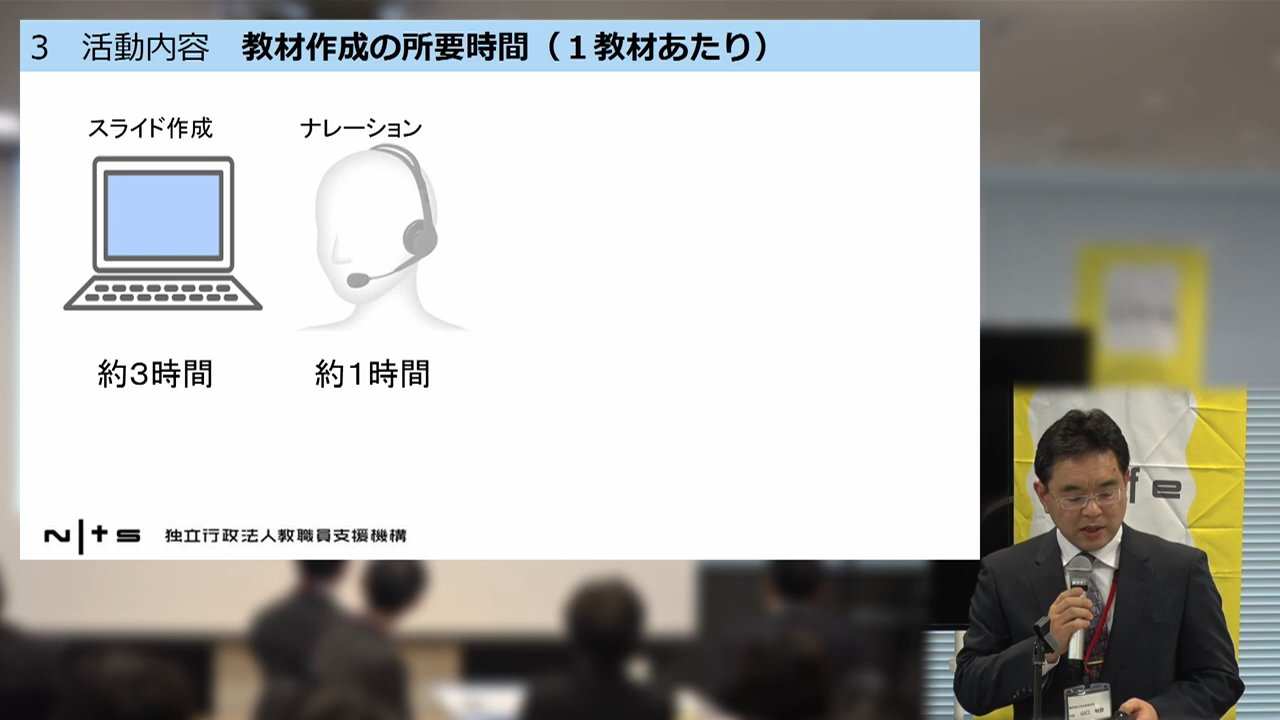 3 活動内容 教材作成の所要時間（１教材あたり）
スライド作成
ナレーション
約３時間
約１時間
NITS 独立行政法人教職員支援機構
fe